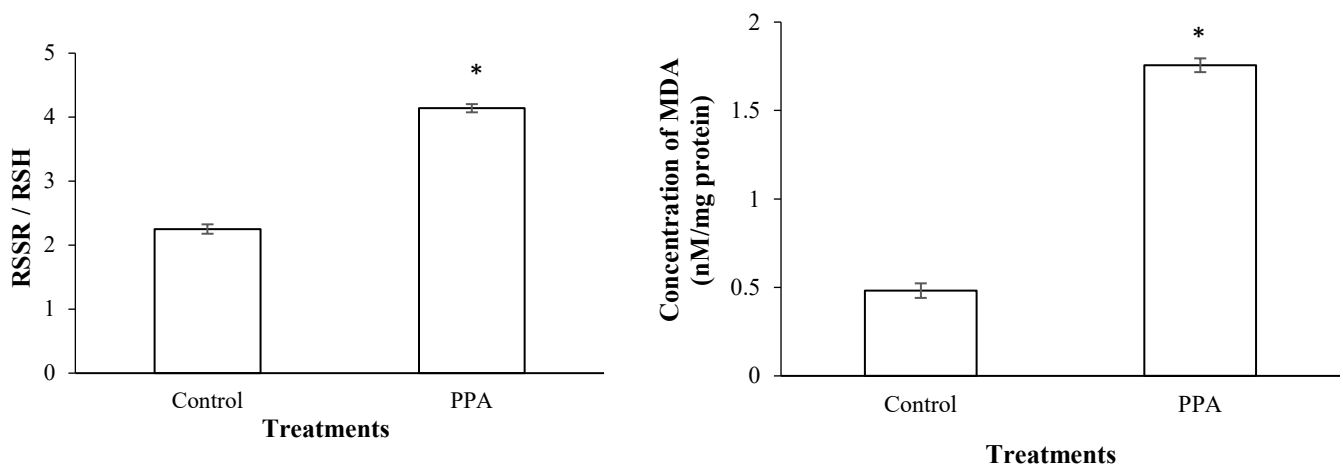 RSSR / RSH
5
4
3
2
1
0
*
Control
PPA
Treatments
Concentration of MDA
(nM/mg protein)
2
1.5
1
0.5
0
*
Control
PPA
Treatments